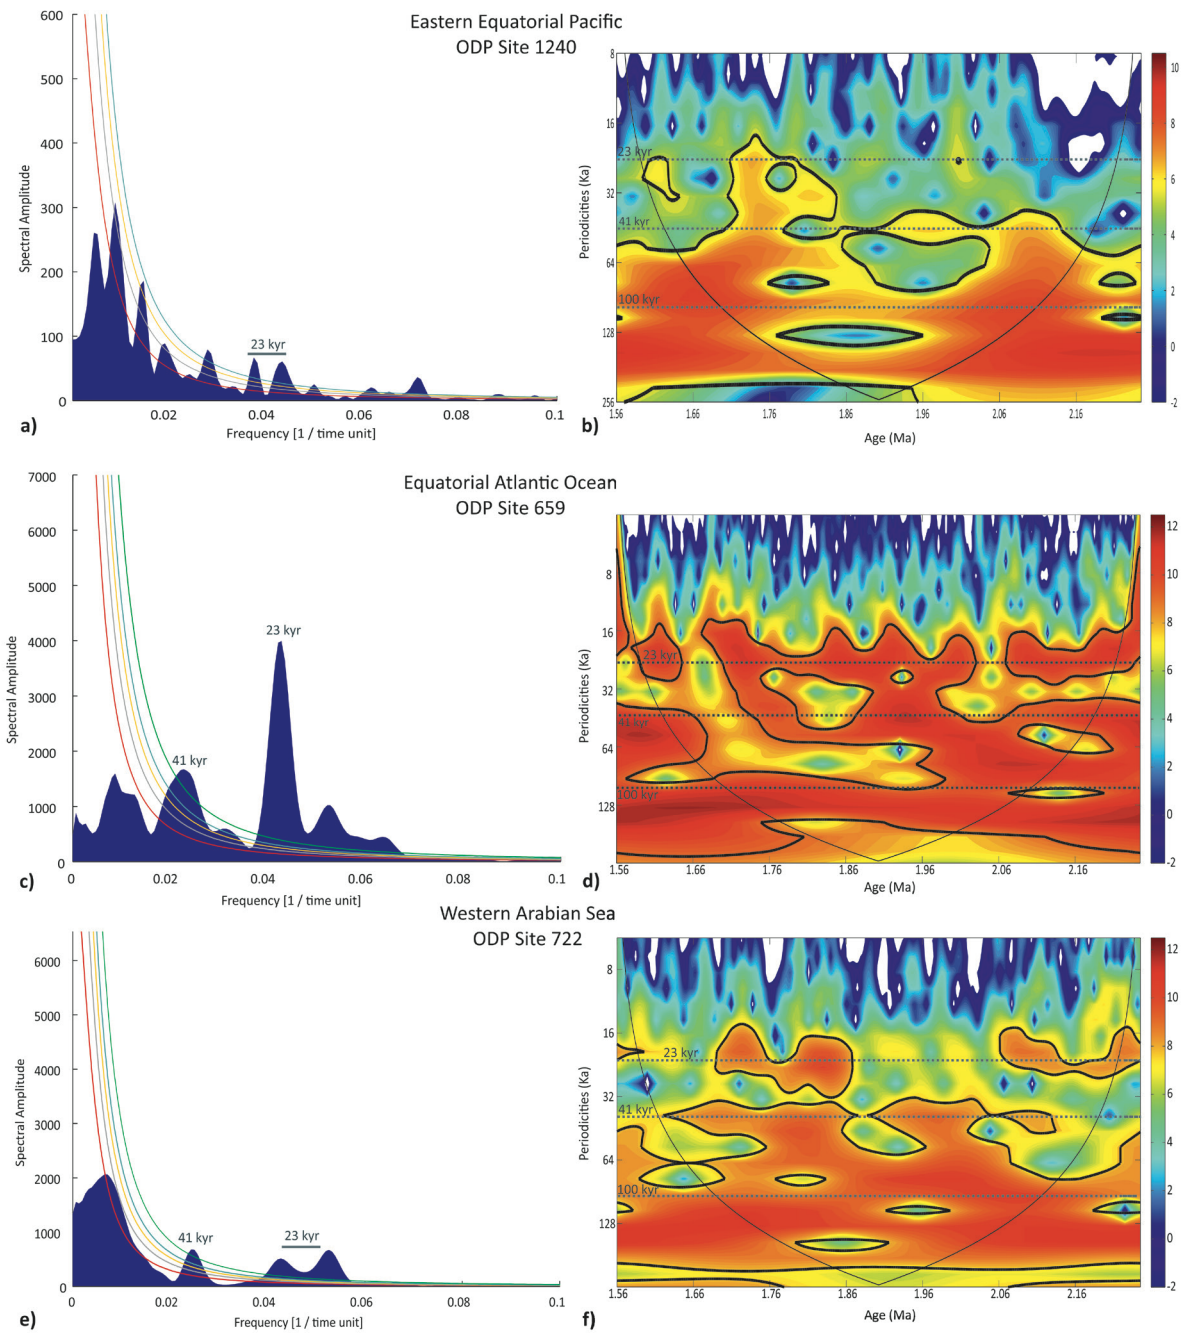 Eastern Equatorial Pacific
ODP Site 1240
600
500
400
300
200
100
0
Spectral Amplitude
23 kyr
0.02
0.04
0.06
0.08
0.1
Frequency [1 / time unit]
a)
8
16
32
64
128
256
Periodicities (Ka)
23 kyr
41 kyr
100 kyr
1.56
1.66
1.76
1.86
1.96
2.06
2.16
Age (Ma)
10
8
6
4
2
0
-2
b)
Equatorial Atlantic Ocean
ODP Site 659
7000
6000
5000
4000
3000
2000
1000
0
Spectral Amplitude
41 kyr
23 kyr
0
0.02
0.04
0.06
0.08
0.1
Frequency [1 / time unit]
c)
8
16
32
64
128
Periodicities (Ka)
23 kyr
41 kyr
100 kyr
1.56
1.66
1.76
1.86
1.96
2.06
2.16
Age (Ma)
12
10
8
6
4
2
0
-2
d)
Western Arabian Sea
ODP Site 722
6000
5000
4000
3000
2000
1000
0
Spectral Amplitude
41 kyr
23 kyr
0
0.02
0.04
0.06
0.08
0.1
Frequency [1 / time unit]
e)
8
16
32
64
128
Periodicities (Ka)
23 kyr
41 kyr
100 kyr
1.56
1.66
1.76
1.86
1.96
2.06
2.16
Age (Ma)
12
10
8
6
4
2
0
-2
f)